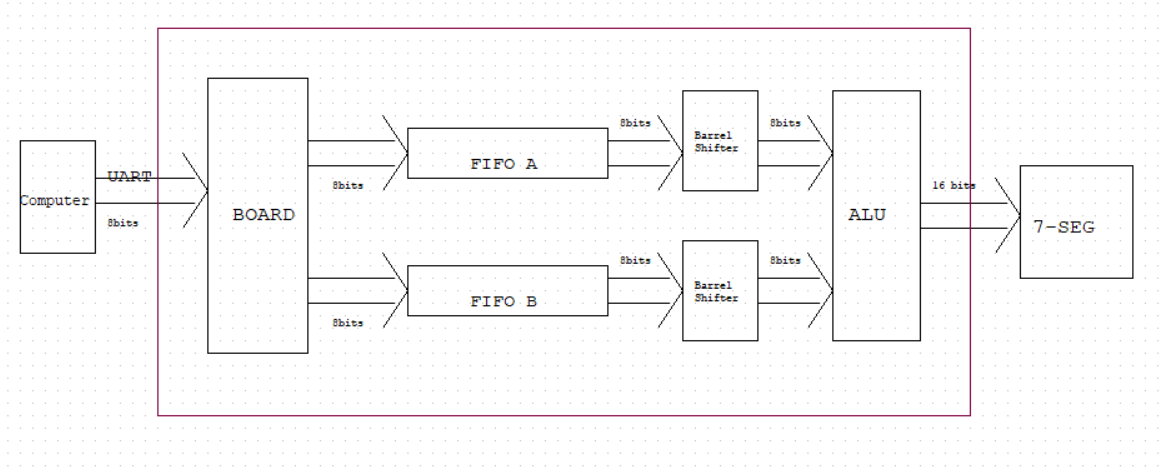 UART
Computer
8bits
BOARD
8bits
FIFO A
8bits
Barrel
Shifter
8bits
8bits
FIFO B
8bits
Barrel
Shifter
8bits
ALU
16 bits
7-SEG